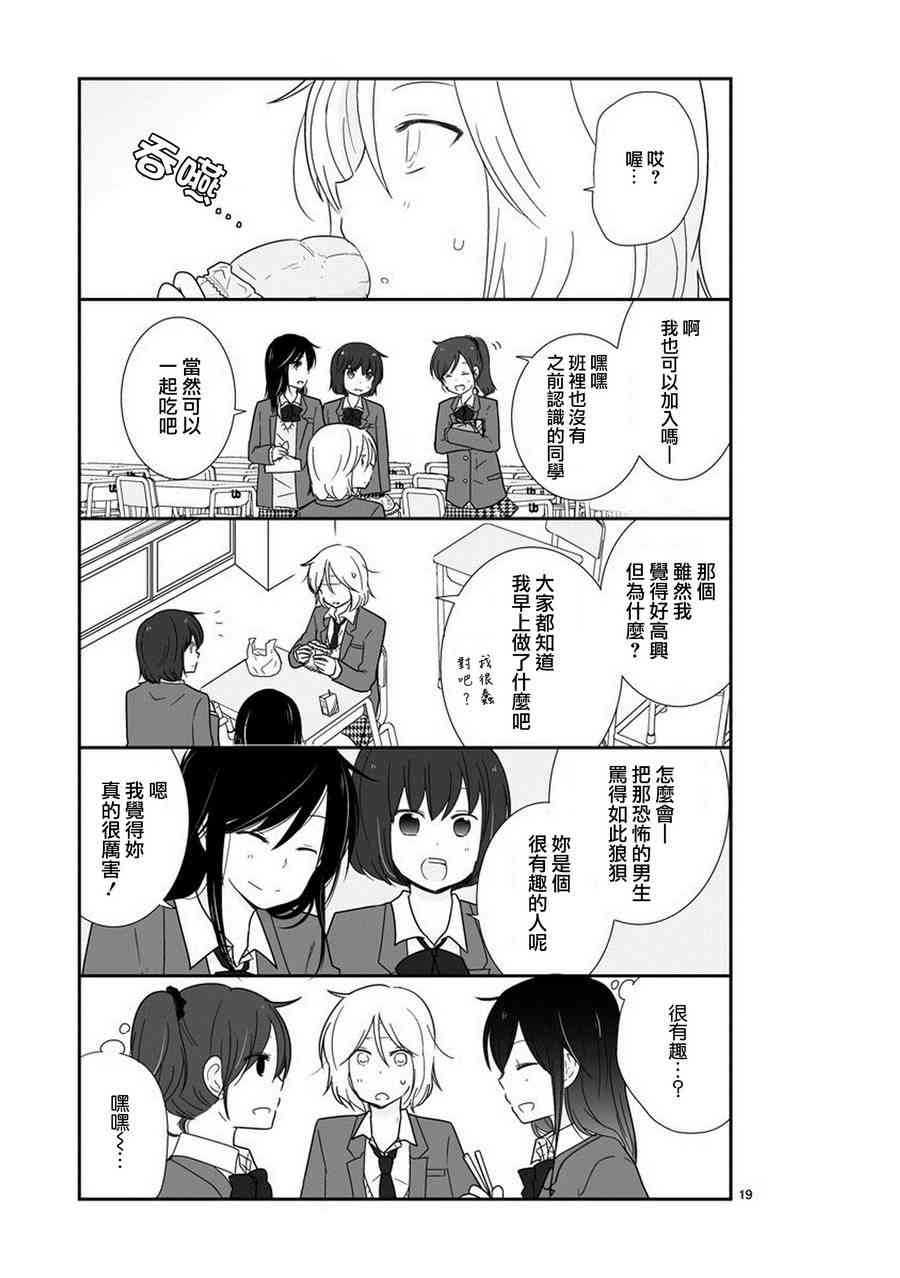 哎？
喔…
吞嚥…
啊
我也可以加入嗎ー
嘿嘿
班裡也沒有
之前認識的同學
當然可以
一起吃吧
那個
雖然我
覺得好高興
但為什麼？
大家都知道
我早上做了什麼吧
我很蠢
對吧？
怎麼會ー
把那恐怖的男生
罵得如此狼狽
妳是個
很有趣的人呢
嗯
我覺得妳
真的很厲害！
很有趣…？
嘿嘿～…
19